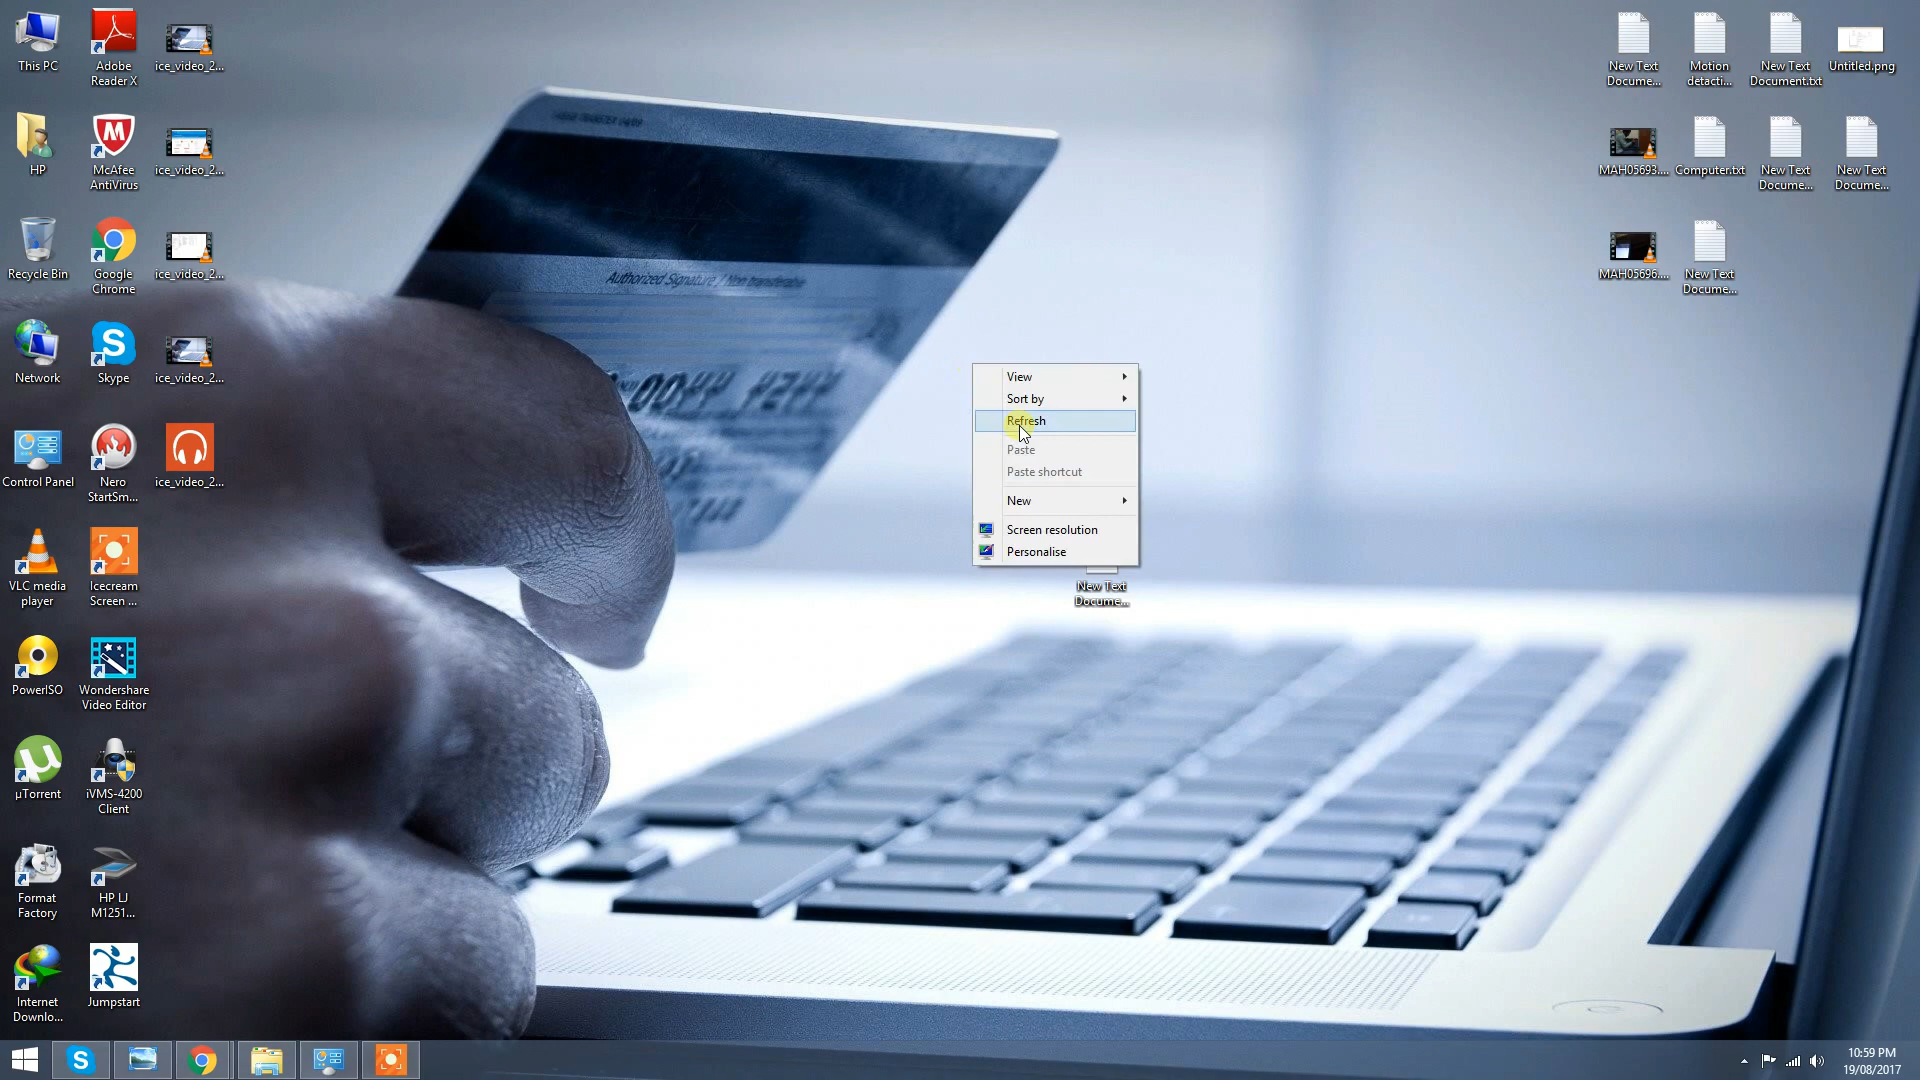 This PC
Adobe
Reader X
ice_video_2...
HP
McAfee
AntiVirus
ice_video_2...
Recycle Bin
Google
Chrome
ice_video_2...
Network
Skype
ice_video_2...
Control Panel
Nero
StartSm...
ice_video_2...
VLC media
player
Icecream
Screen ...
PowerISO
Wondershare
Video Editor
µTorrent
iVMS-4200
Client
Format
Factory
HP LJ
M1251...
Internet
Downlo...
Jumpstart
Authorized Signature / Non transferable
View
Sort by
Refresh
Paste
Paste shortcut
New
Screen resolution
Personalise
New Text
Docume...
New Text
Docume...
Motion
detacti...
New Text
Document.txt
Untitled.png
MAH05693....
Computer.txt
New Text
Docume...
New Text
Docume...
MAH05696....
New Text
Docume...
10:59 PM
19/08/2017